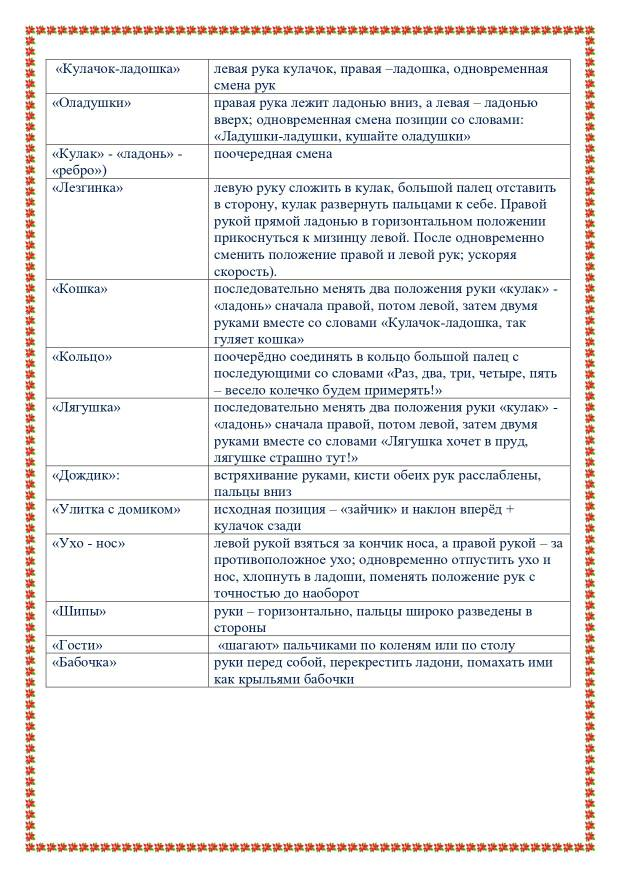 «Кулачок-ладошка»
левая рука кулачок, правая –ладошка, одновременная
смена рук
«Оладушки»
правая рука лежит ладонью вниз, а левая – ладонью
вверх; одновременная смена позиции со словами:
«Ладушки-ладушки, кушайте оладушки»
«Кулак» - «ладонь» -
«ребро»)
поочередная смена
«Лезгинка»
левую руку сложить в кулак, большой палец отставить
в сторону, кулак развернуть пальцами к себе. Правой
рукой прямой ладонью в горизонтальном положении
прикоснуться к мизинцу левой. После одновременно
сменить положение правой и левой рук; ускоряя
скорость).
«Кошка»
последовательно менять два положения руки «кулак» -
«ладонь» сначала правой, потом левой, затем двумя
руками вместе со словами «Кулачок-ладошка, так
гуляет кошка»
«Кольцо»
поочерёдно соединять в кольцо большой палец с
последующими со словами «Раз, два, три, четыре, пять
– весело колечко будем примерять!»
«Лягушка»
последовательно менять два положения руки «кулак» -
«ладонь» сначала правой, потом левой, затем двумя
руками вместе со словами «Лягушка хочет в пруд,
лягушке страшно тут!»
«Дождик»:
встряхивание руками, кисти обеих рук расслаблены,
пальцы вниз
«Улитка с домиком»
исходная позиция – «зайчик» и наклон вперёд +
кулачок сзади
«Ухо - нос»
левой рукой взяться за кончик носа, а правой рукой – за
противоположное ухо; одновременно отпустить ухо и
нос, хлопнуть в ладоши, поменять положение рук с
точностью до наоборот
«Шипы»
руки – горизонтально, пальцы широко разведены в
стороны
«Гости»
«шагают» пальчиками по коленям или по столу
«Бабочка»
руки перед собой, перекрестить ладони, помахать ими
как крыльями бабочки